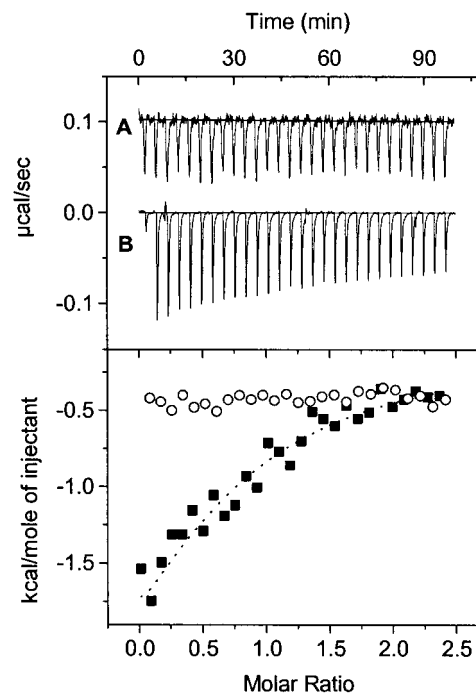 Time (min)
0 30 60 90
0.1
A
µcal/sec
0.0
B
-0.1
-0.5
kcal/mole of injectant
-1.0
-1.5
0.0 0.5 1.0 1.5 2.0 2.5
Molar Ratio